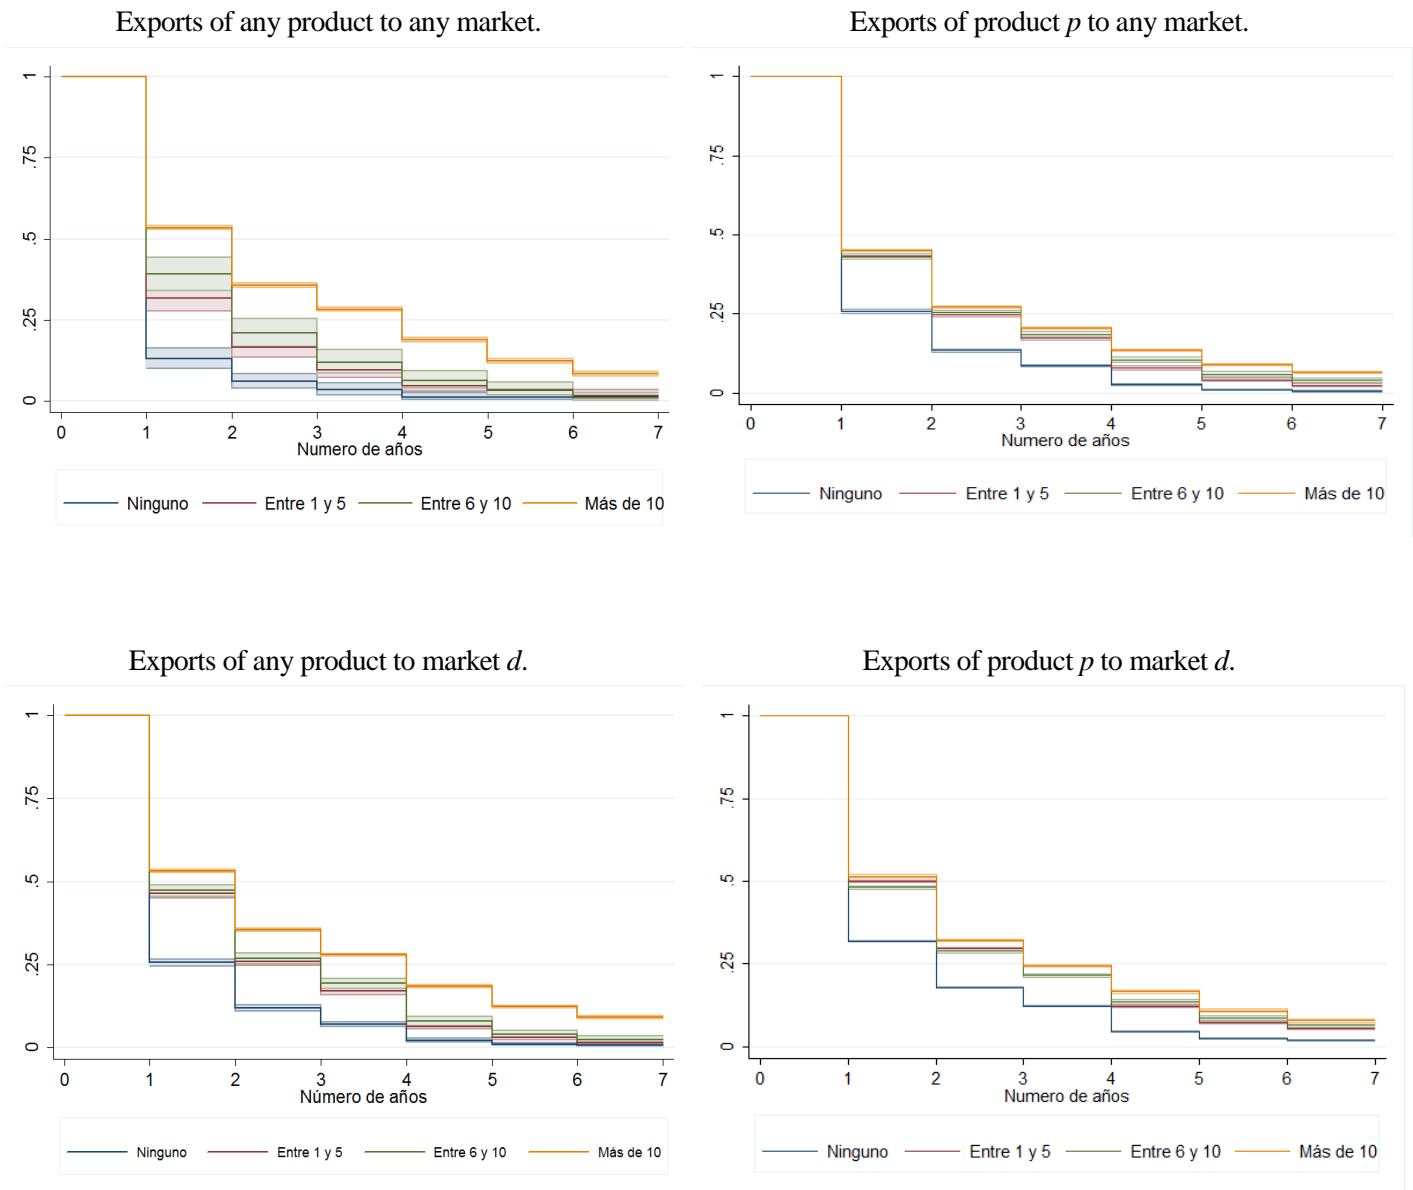 Exports of any product to any market.
1
.75
.5
.25
0
0 1 2 3 4 5 6 7
Numero de años
Ninguno Entre 1 y 5 Entre 6 y 10 Más de 10
Exports of product p to any market.
1
.75
.5
.25
0
0 1 2 3 4 5 6 7
Numero de años
Ninguno Entre 1 y 5 Entre 6 y 10 Más de 10
Exports of any product to market d.
1
.75
.5
.25
0
0 1 2 3 4 5 6 7
Número de años
Ninguno Entre 1 y 5 Entre 6 y 10 Más de 10
Exports of product p to market d.
1
.75
.5
.25
0
0 1 2 3 4 5 6 7
Numero de años
Ninguno Entre 1 y 5 Entre 6 y 10 Más de 10